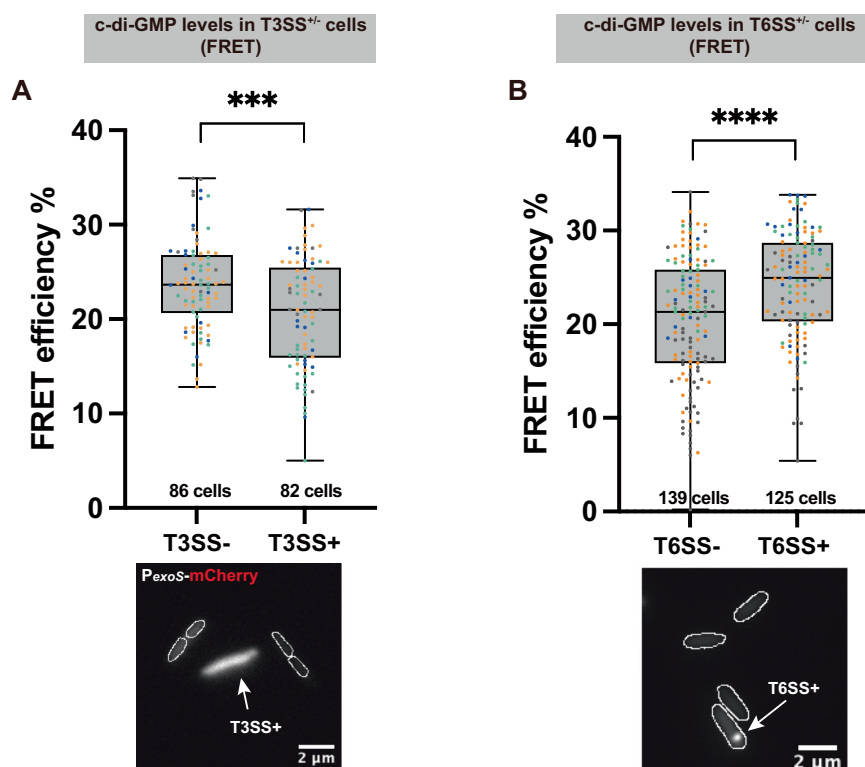 c-di-GMP levels in T3SS+/- cells
(FRET)
c-di-GMP levels in T6SS+/- cells
(FRET)
A
***
FRET efficiency %
40
30
20
10
0
86 cells
82 cells
T3SS-
T3SS+
PexoS-mCherry
T3SS+
2 µm
B
****
FRET efficiency %
40
30
20
10
0
139 cells
125 cells
T6SS-
T6SS+
T6SS+
2 µm